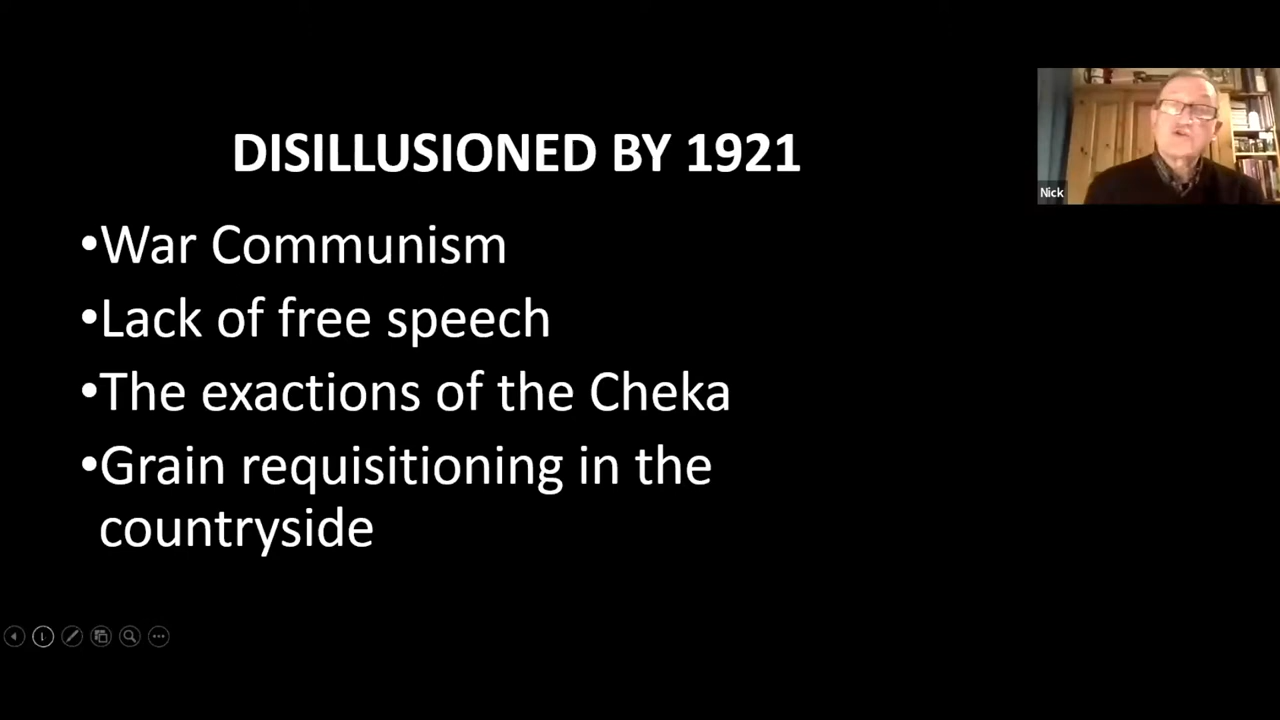 DISILLUSIONED BY 1921
Nick
•War Communism
•Lack of free speech
•The exactions of the Cheka
•Grain requisitioning in the
countryside